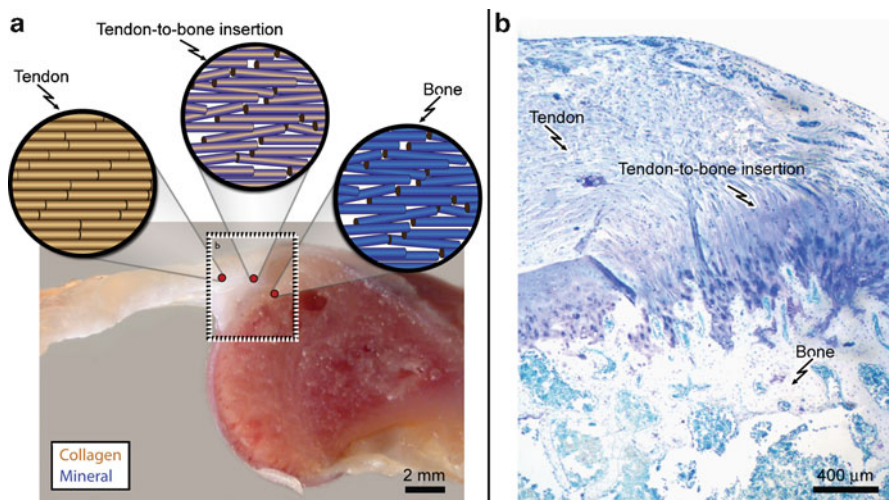 a
Tendon-to-bone insertion
Tendon
Bone
b
Collagen
Mineral
2 mm
b
Tendon
Tendon-to-bone insertion
Bone
400 μm